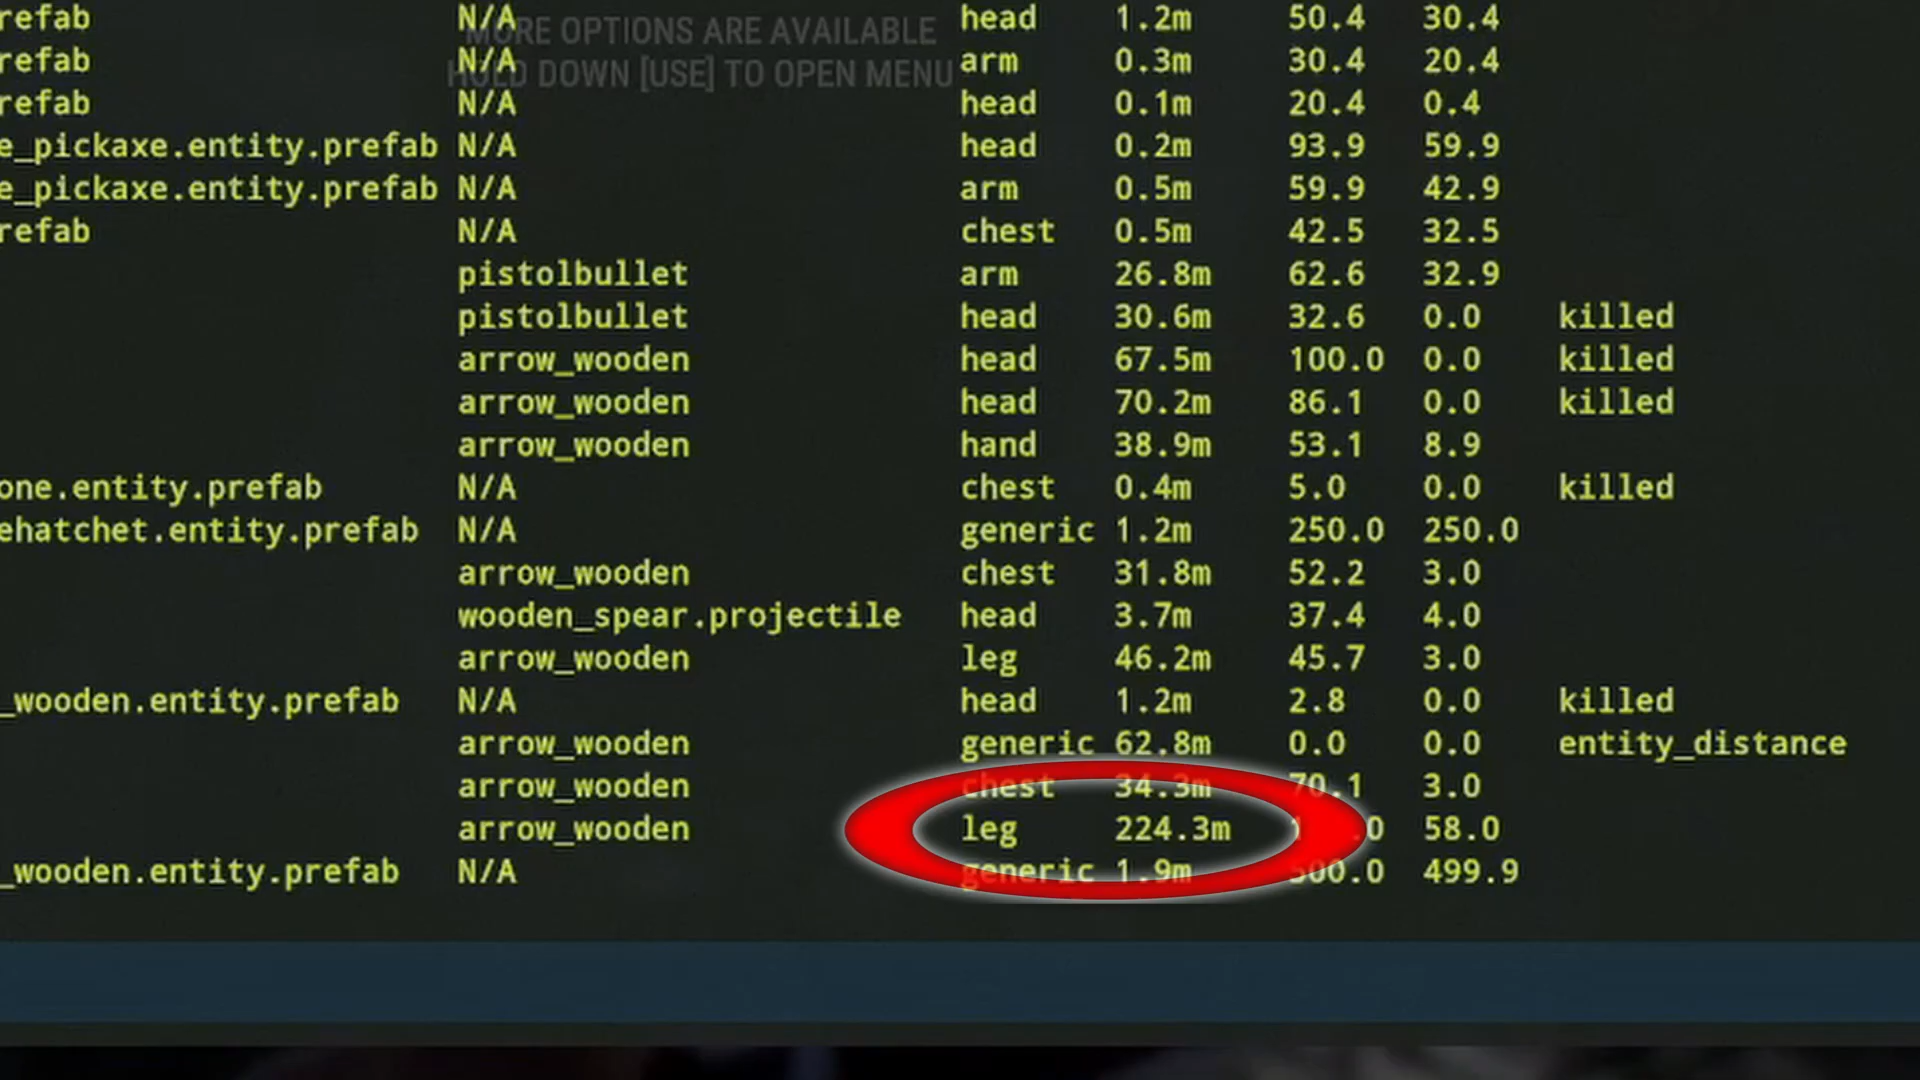 refab N/A head 1.2m 50.4 30.4
MORE OPTIONS ARE AVAILABLE
refab N/A arm 0.3m 30.4 20.4
HOLD DOWN [USE] TO OPEN MENU
refab N/A head 0.1m 20.4 0.4
e_pickaxe.entity.prefab N/A head 0.2m 93.9 59.9
e_pickaxe.entity.prefab N/A arm 0.5m 59.9 42.9
refab N/A chest 0.5m 42.5 32.5
pistolbullet arm 26.8m 62.6 32.9
pistolbullet head 30.6m 32.6 0.0 killed
arrow_wooden head 67.5m 100.0 0.0 killed
arrow_wooden head 70.2m 86.1 0.0 killed
arrow_wooden hand 38.9m 53.1 8.9
one.entity.prefab N/A chest 0.4m 5.0 0.0 killed
ehatchet.entity.prefab N/A generic 1.2m 250.0 250.0
arrow_wooden chest 31.8m 52.2 3.0
wooden_spear.projectile head 3.7m 37.4 4.0
arrow_wooden leg 46.2m 45.7 3.0
_wooden.entity.prefab N/A head 1.2m 2.8 0.0 killed
arrow_wooden generic 62.8m 0.0 0.0 entity_distance
arrow_wooden chest 34.3m 70.1 3.0
arrow_wooden leg 224.3m 58.0
_wooden.entity.prefab N/A generic 1.9m 500.0 499.9